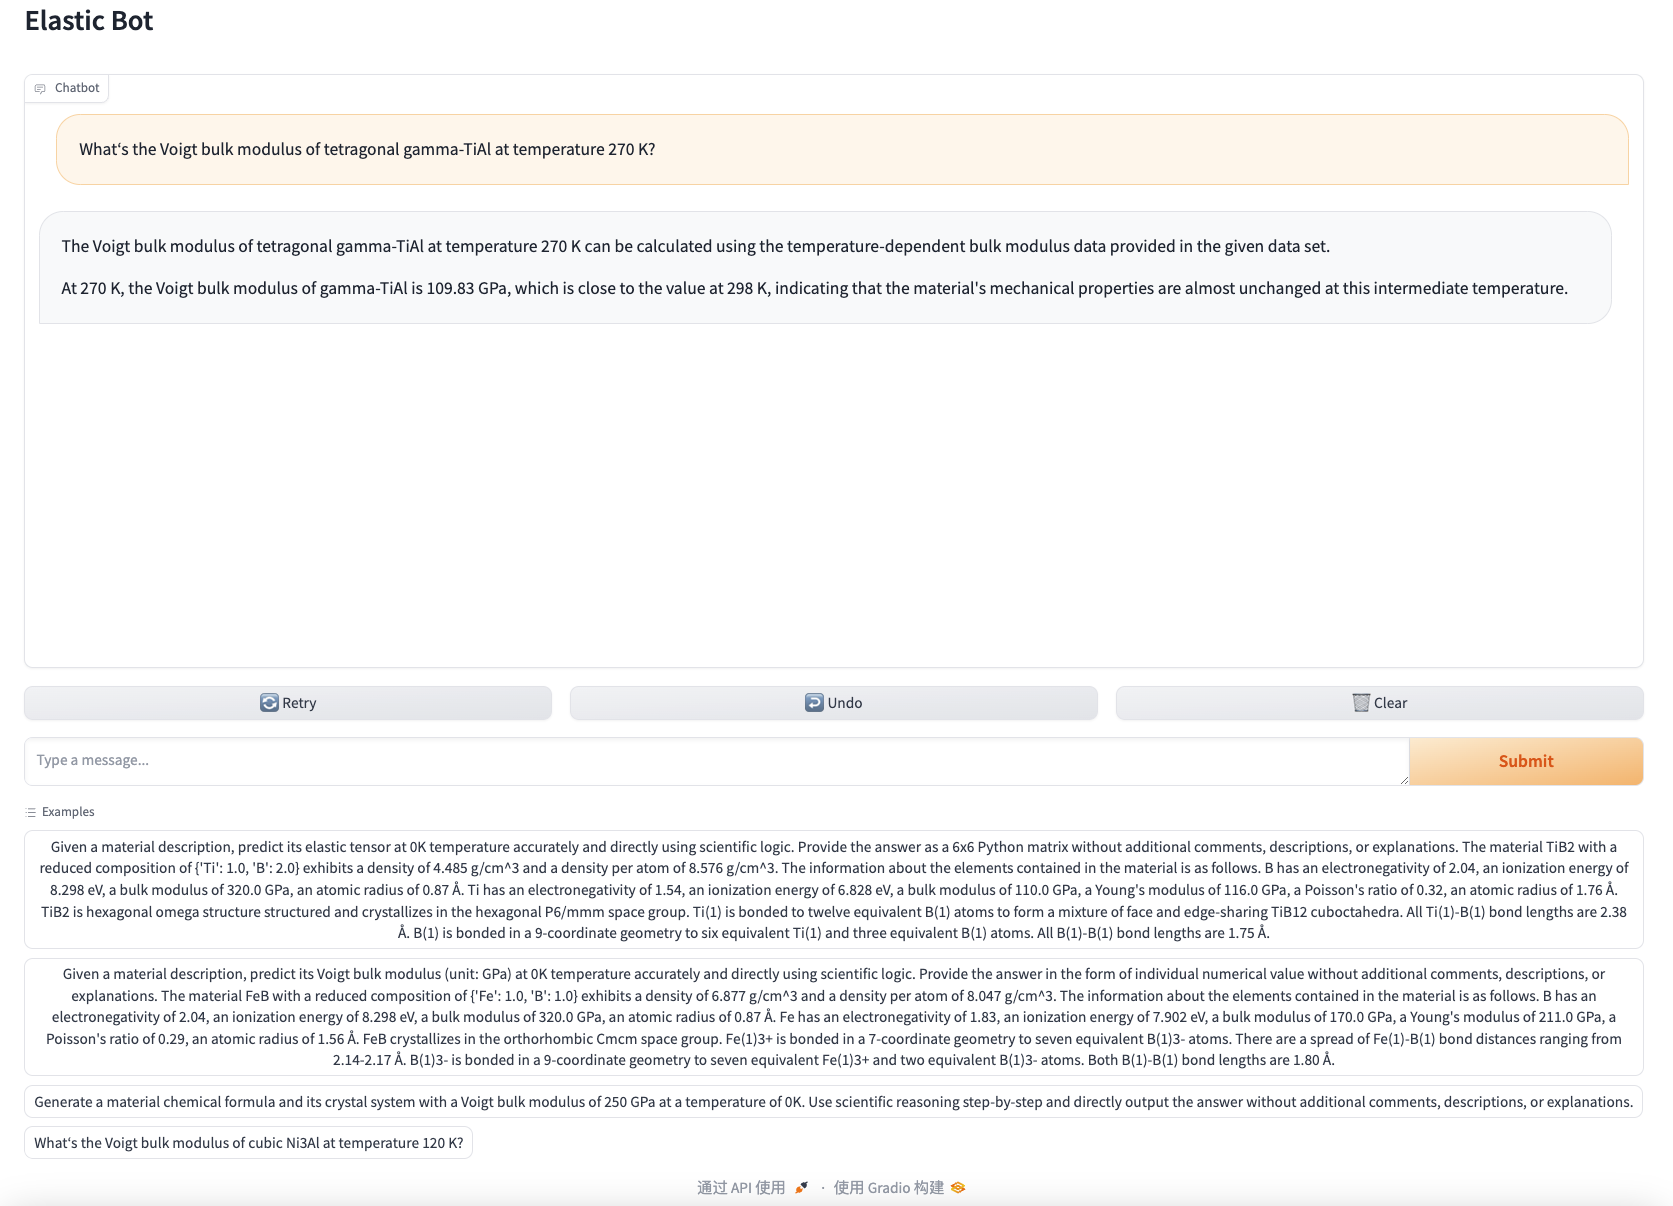 Elastic Bot
Chatbot
What‘s the Voigt bulk modulus of tetragonal gamma-TiAl at temperature 270 K?
The Voigt bulk modulus of tetragonal gamma-TiAl at temperature 270 K can be calculated using the temperature-dependent bulk modulus data provided in the given data set.
At 270 K, the Voigt bulk modulus of gamma-TiAl is 109.83 GPa, which is close to the value at 298 K, indicating that the material's mechanical properties are almost unchanged at this intermediate temperature.
Retry
Undo
Clear
Type a message...
Submit
Examples
Given a material description, predict its elastic tensor at 0K temperature accurately and directly using scientific logic. Provide the answer as a 6x6 Python matrix without additional comments, descriptions, or explanations. The material TiB2 with a
reduced composition of {'Ti': 1.0, 'B': 2.0} exhibits a density of 4.485 g/cm^3 and a density per atom of 8.576 g/cm^3. The information about the elements contained in the material is as follows. B has an electronegativity of 2.04, an ionization energy of
8.298 eV, a bulk modulus of 320.0 GPa, an atomic radius of 0.87 Å. Ti has an electronegativity of 1.54, an ionization energy of 6.828 eV, a bulk modulus of 110.0 GPa, a Young's modulus of 116.0 GPa, a Poisson's ratio of 0.32, an atomic radius of 1.76 Å.
TiB2 is hexagonal omega structure structured and crystallizes in the hexagonal P6/mmm space group. Ti(1) is bonded to twelve equivalent B(1) atoms to form a mixture of face and edge-sharing TiB12 cuboctahedra. All Ti(1)-B(1) bond lengths are 2.38
Å. B(1) is bonded in a 9-coordinate geometry to six equivalent Ti(1) and three equivalent B(1) atoms. All B(1)-B(1) bond lengths are 1.75 Å.
Given a material description, predict its Voigt bulk modulus (unit: GPa) at 0K temperature accurately and directly using scientific logic. Provide the answer in the form of individual numerical value without additional comments, descriptions, or
explanations. The material FeB with a reduced composition of {'Fe': 1.0, 'B': 1.0} exhibits a density of 6.877 g/cm^3 and a density per atom of 8.047 g/cm^3. The information about the elements contained in the material is as follows. B has an
electronegativity of 2.04, an ionization energy of 8.298 eV, a bulk modulus of 320.0 GPa, an atomic radius of 0.87 Å. Fe has an electronegativity of 1.83, an ionization energy of 7.902 eV, a bulk modulus of 170.0 GPa, a Young's modulus of 211.0 GPa, a
Poisson's ratio of 0.29, an atomic radius of 1.56 Å. FeB crystallizes in the orthorhombic Cmcm space group. Fe(1)3+ is bonded in a 7-coordinate geometry to seven equivalent B(1)3- atoms. There are a spread of Fe(1)-B(1) bond distances ranging from
2.14-2.17 Å. B(1)3- is bonded in a 9-coordinate geometry to seven equivalent Fe(1)3+ and two equivalent B(1)3- atoms. Both B(1)-B(1) bond lengths are 1.80 Å.
Generate a material chemical formula and its crystal system with a Voigt bulk modulus of 250 GPa at a temperature of 0K. Use scientific reasoning step-by-step and directly output the answer without additional comments, descriptions, or explanations.
What‘s the Voigt bulk modulus of cubic Ni3Al at temperature 120 K?
通过 API 使用 · 使用 Gradio 构建